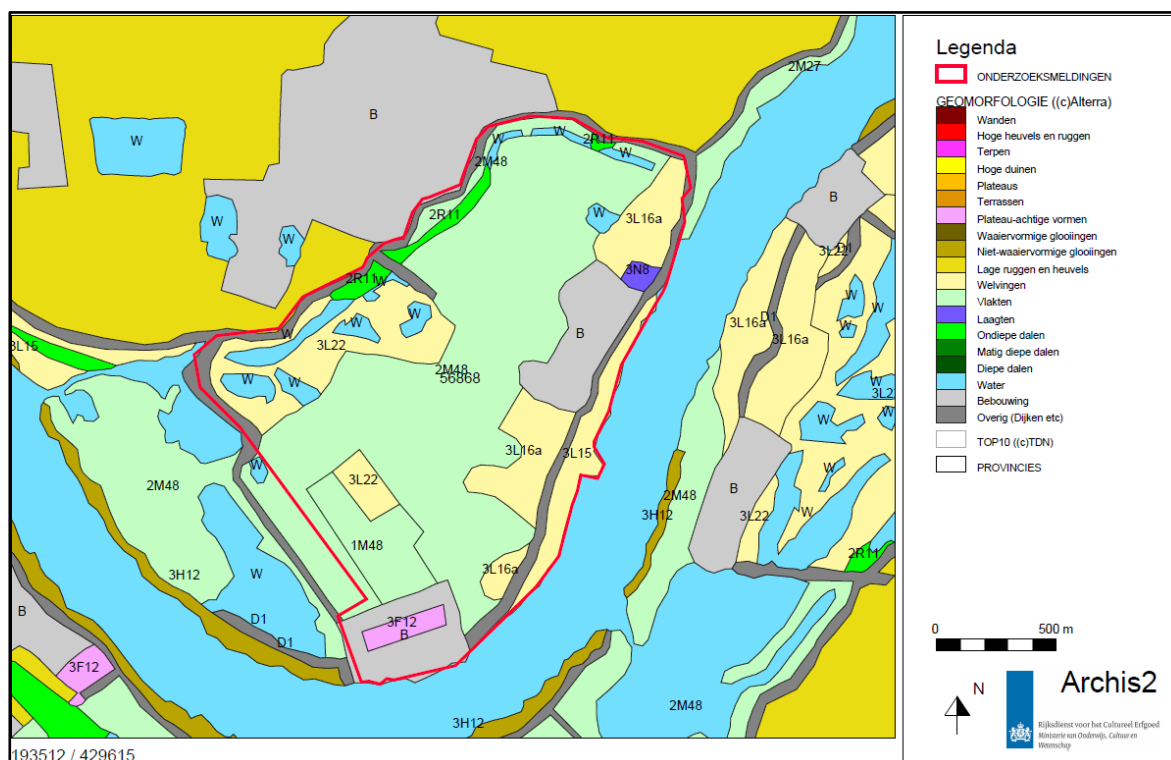 2M27
B
W
W
W
2R11
W
2M48
B
W
3L16a
W
2R11
W
3L22
D1
3N8
2R11
W
W
W
W
W
W
3L16a
D1
3L16a
W
3L15
W
3L22
B
W
W
2M48
56868
W
3L22
W
W
W
3L16a
3L15
W
W
3L22
2M48
2M48
B
3H12
3L22
W
1M48
2R11
3H12
W
3L16a
B
D1
D1
3F12
B
3F12
2M48
3H12
193512 / 429615
Legenda
ONDERZOEKSMELDINGEN
GEOMORFOLOGIE ((c)Alterra)
Wanden
Hoge heuvels en ruggen
Terpen
Hoge duinen
Plateaus
Terrassen
Plateau-achtige vormen
Waaiervormige glooiingen
Niet-waaiervormige glooiingen
Lage ruggen en heuvels
Welvingen
Vlakten
Laagten
Ondiepe dalen
Matig diepe dalen
Diepe dalen
Water
Bebouwing
Overig (Dijken etc)
TOP10 ((c)TDN)
PROVINCIES
0 500 m
N
Archis2
Rijksdienst voor het Cultureel Erfgoed
Ministerie van Onderwijs, Cultuur en
Wetenschap